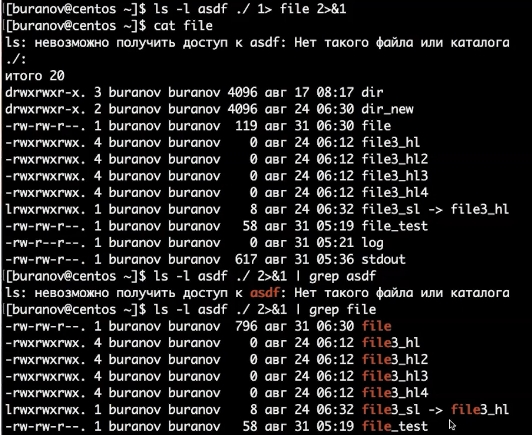 [buranov@centos ~]$ ls -l asdf ./ 1> file 2>&1
[buranov@centos ~]$ cat file
ls: невозможно получить доступ к asdf: Нет такого файла или каталога
./:
итого 20
drwxrwxr-x. 3 buranov buranov 4096 авг 17 08:17 dir
drwxrwxr-x. 2 buranov buranov 4096 авг 24 06:30 dir_new
-rw-rw-r--. 1 buranov buranov  119 авг 31 06:30 file
-rwxrwxrwx. 4 buranov buranov    0 авг 24 06:12 file3_hl
-rwxrwxrwx. 4 buranov buranov    0 авг 24 06:12 file3_hl2
-rwxrwxrwx. 4 buranov buranov    0 авг 24 06:12 file3_hl3
-rwxrwxrwx. 4 buranov buranov    0 авг 24 06:12 file3_hl4
lrwxrwxrwx. 1 buranov buranov    8 авг 24 06:32 file3_sl -> file3_hl
-rw-rw-r--. 1 buranov buranov   58 авг 31 05:19 file_test
-rw-r--r--. 1 buranov buranov    0 авг 31 05:21 log
-rw-rw-r--. 1 buranov buranov  617 авг 31 05:36 stdout
[buranov@centos ~]$ ls -l asdf ./ 2>&1 | grep asdf
ls: невозможно получить доступ к asdf: Нет такого файла или каталога
[buranov@centos ~]$ ls -l asdf ./ 2>&1 | grep file
-rw-rw-r--. 1 buranov buranov  796 авг 31 06:30 file
-rwxrwxrwx. 4 buranov buranov    0 авг 24 06:12 file3_hl
-rwxrwxrwx. 4 buranov buranov    0 авг 24 06:12 file3_hl2
-rwxrwxrwx. 4 buranov buranov    0 авг 24 06:12 file3_hl3
-rwxrwxrwx. 4 buranov buranov    0 авг 24 06:12 file3_hl4
lrwxrwxrwx. 1 buranov buranov    8 авг 24 06:32 file3_sl -> file3_hl
-rw-rw-r--. 1 buranov buranov   58 авг 31 05:19 file_test